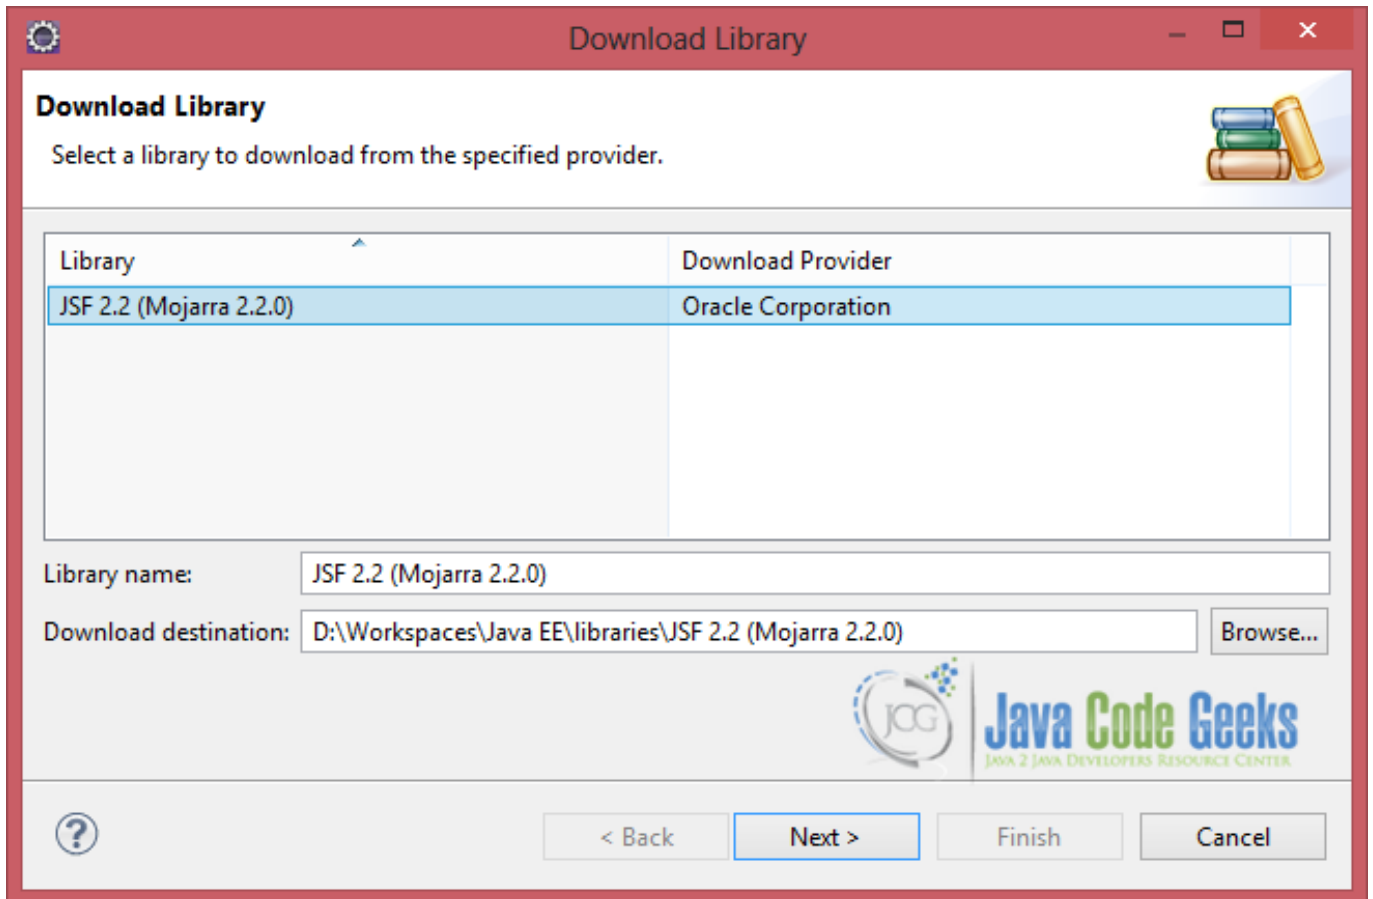 Download Library
Download Library
Select a library to download from the specified provider.
Library Download Provider
JSF 2.2 (Mojarra 2.2.0) Oracle Corporation
Library name: JSF 2.2 (Mojarra 2.2.0)
Download destination: D:\Workspaces\Java EE\libraries\JSF 2.2 (Mojarra 2.2.0) Browse...
JCG Java Code Geeks
JAVA 2 JAVA DEVELOPERS RESOURCE CENTER
? < Back Next > Finish Cancel